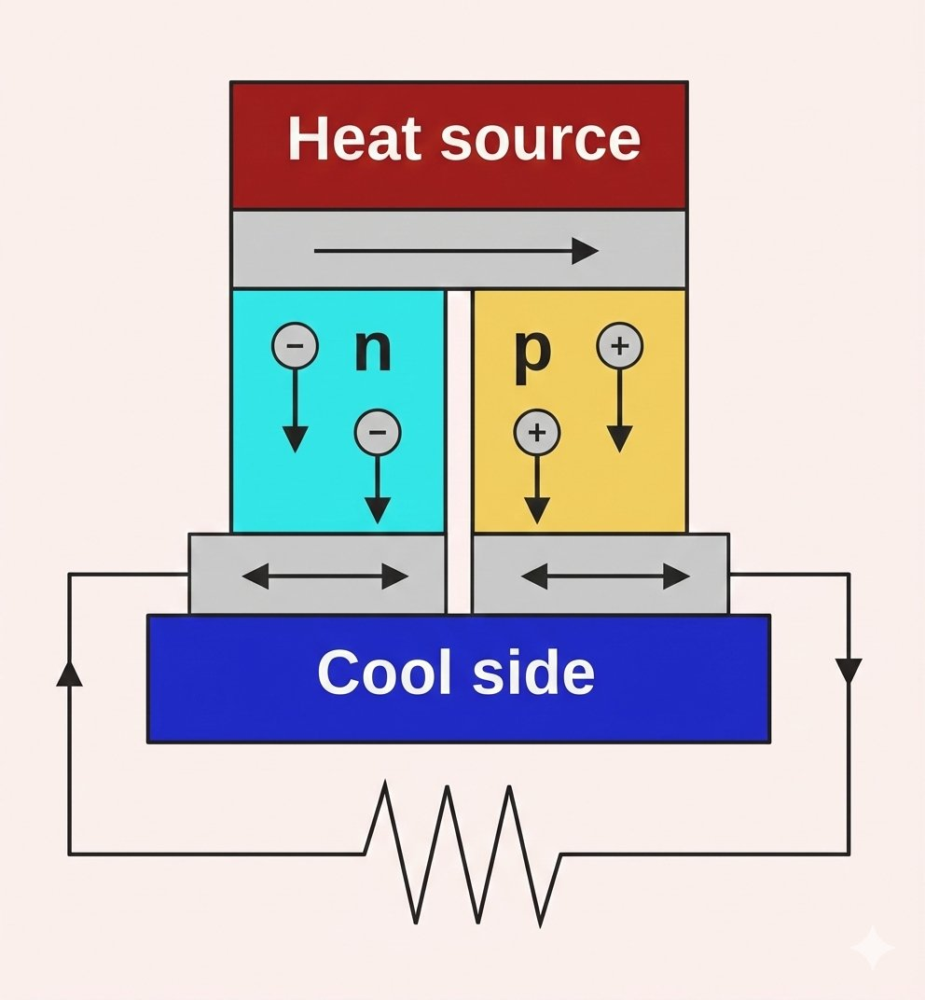 Heat source
− n p +
− +
Cool side